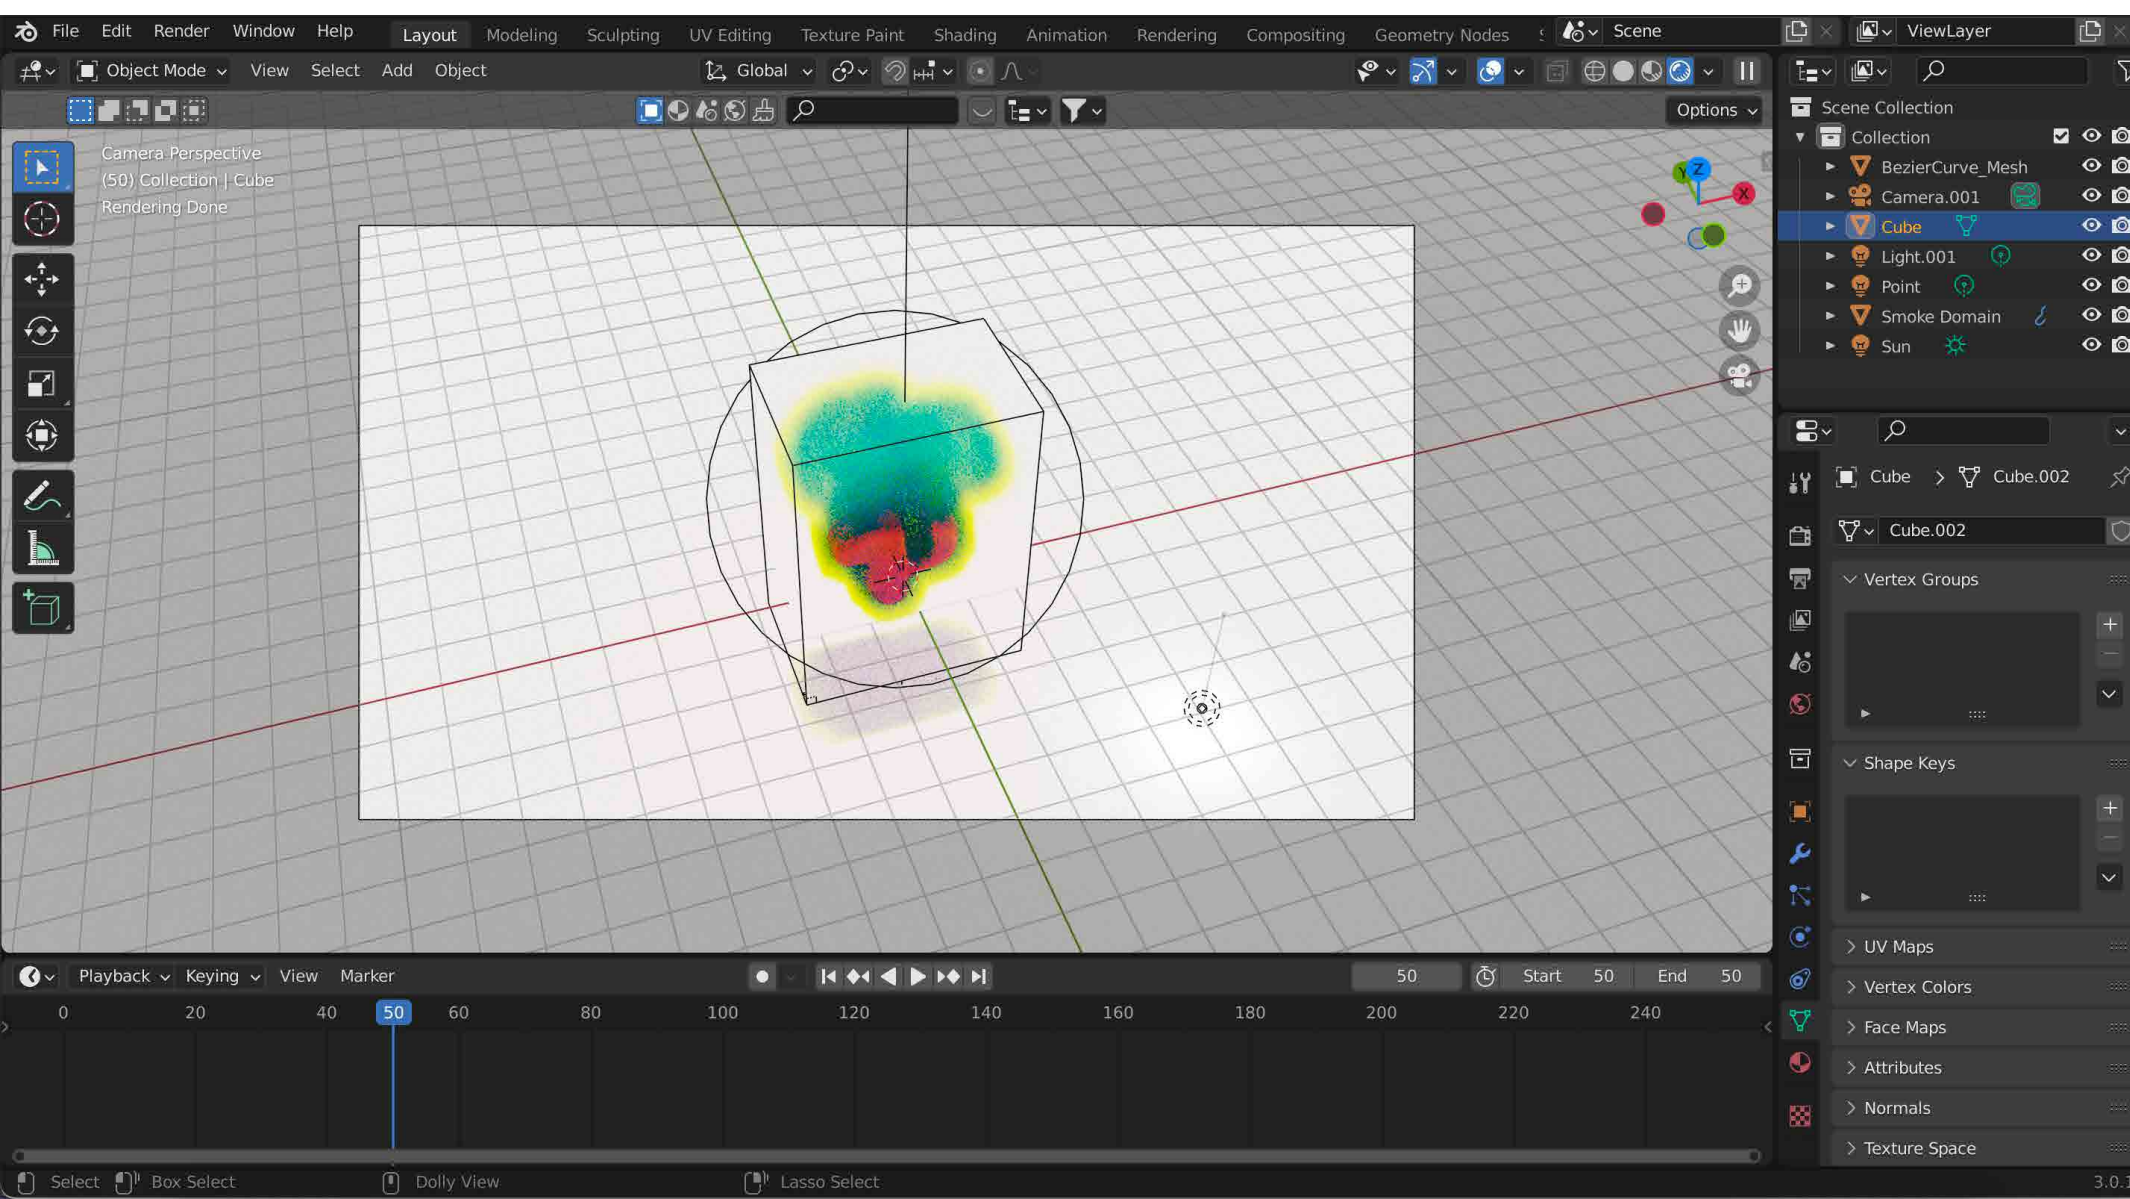 File Edit Render Window Help Layout Modeling Sculpting UV Editing Texture Paint Shading Animation Rendering Compositing Geometry Nodes Scene ViewLayer
Object Mode View Select Add Object Global
Options
Camera Perspective
(50) Collection | Cube
Rendering Done
Y Z X
Scene Collection
Collection
BezierCurve_Mesh
Camera.001
Cube
Light.001
Point
Smoke Domain
Sun
Cube > Cube.002
Cube.002
Vertex Groups
Shape Keys
UV Maps
Vertex Colors
Face Maps
Attributes
Normals
Texture Space
Playback Keying View Marker 50 Start 50 End 50
0 20 40 50 60 80 100 120 140 160 180 200 220 240
Select Box Select Dolly View Lasso Select 3.0.1